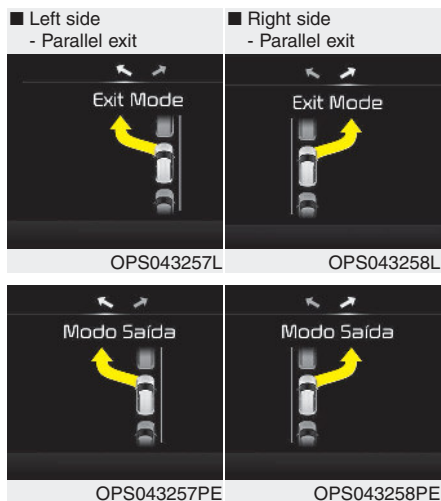 ■ Left side
- Parallel exit
■ Right side
- Parallel exit
Exit Mode
Exit Mode
OPS043257L
OPS043258L
Modo Saída
Modo Saída
OPS043257PE
OPS043258PE